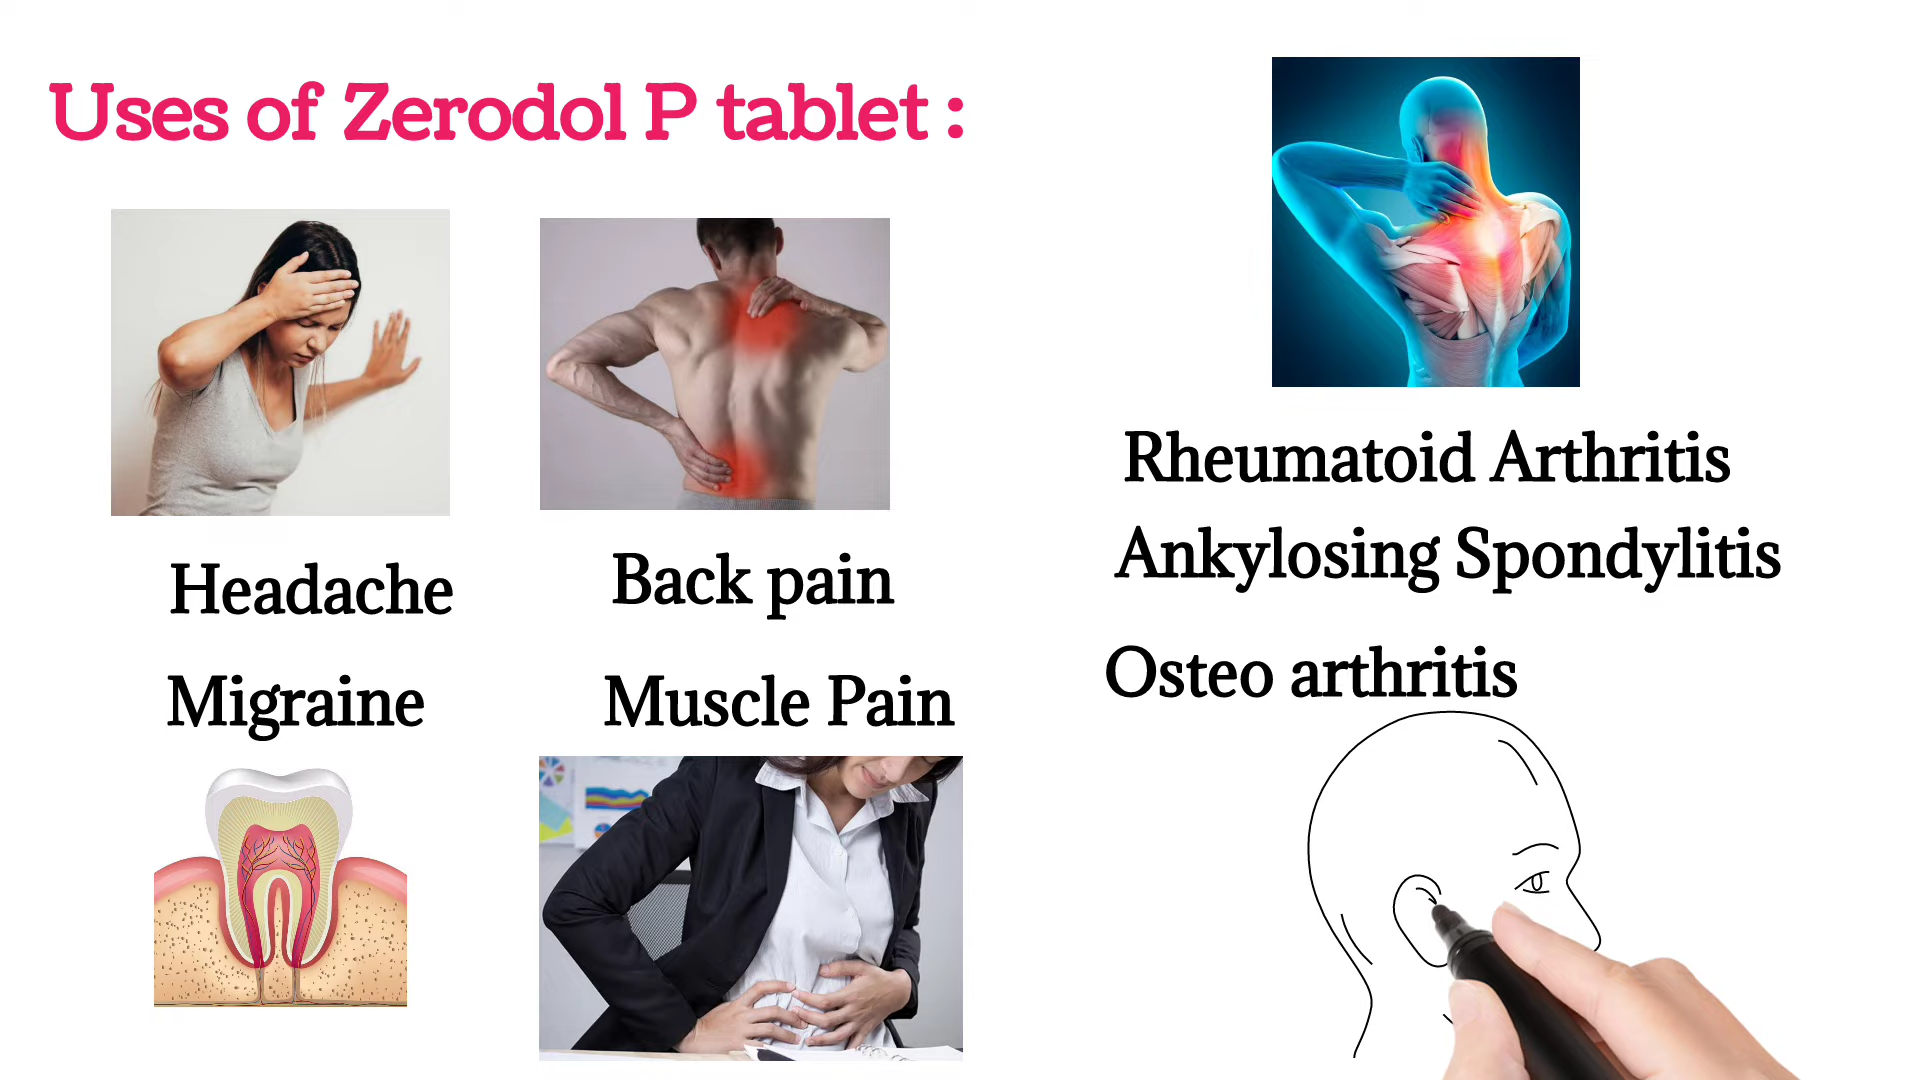 Uses of Zerodol P tablet :
Headache
Migraine
Back pain
Muscle Pain
Rheumatoid Arthritis
Ankylosing Spondylitis
Osteo arthritis